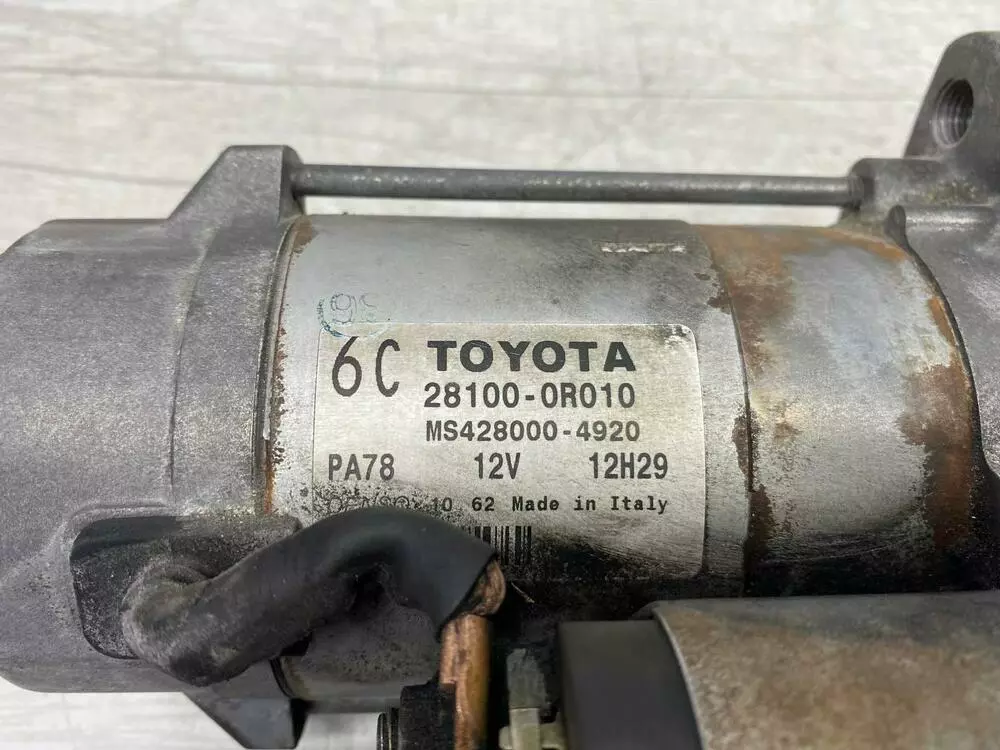 6C TOYOTA
28100-0R010
MS428000-4920
PA78 12V 12H29
10 62 Made in Italy